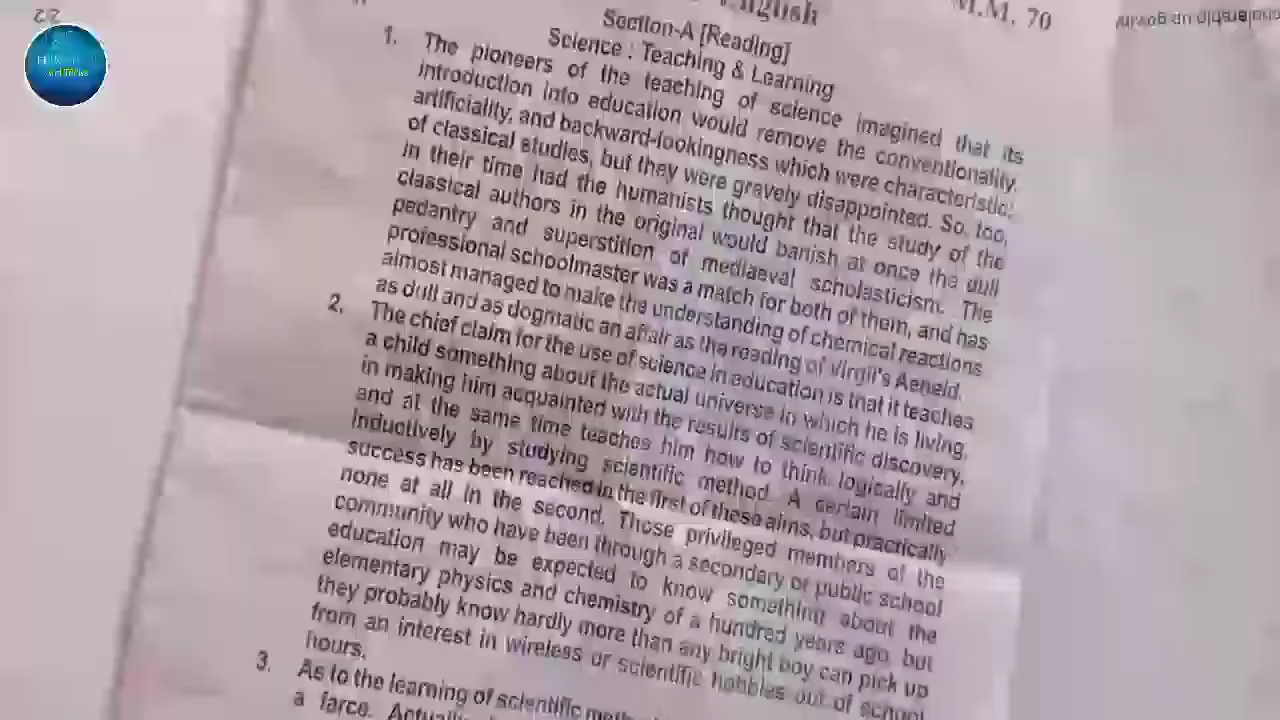 22
English
M.M. 70
Section-A [Reading]
Science : Teaching & Learning
1. The pioneers of the teaching of science imagined that its
introduction into education would remove the conventionality,
artificiality, and backward-lookingness which were characteristic,
of classical studies, but they were gravely disappointed. So, too,
in their time had the humanists thought that the study of the
classical authors in the original would banish at once the dull
pedantry and superstition of mediaeval scholasticism. The
professional schoolmaster was a match for both of them, and has
almost managed to make the understanding of chemical reactions
as dull and as dogmatic an affair as the reading of Virgil's Aeneid.
2. The chief claim for the use of science in education is that it teaches
a child something about the actual universe in which he is living,
in making him acquainted with the results of scientific discovery,
and at the same time teaches him how to think logically and
inductively by studying scientific method. A certain limited
success has been reached in the first of these aims, but practically
none at all in the second. Those privileged members of the
community who have been through a secondary or public school
education may be expected to know something about the
elementary physics and chemistry of a hundred years ago, but
they probably know hardly more than any bright boy can pick up
from an interest in wireless or scientific hobbies out of school
hours.
3. As to the learning of scientific
a farce.